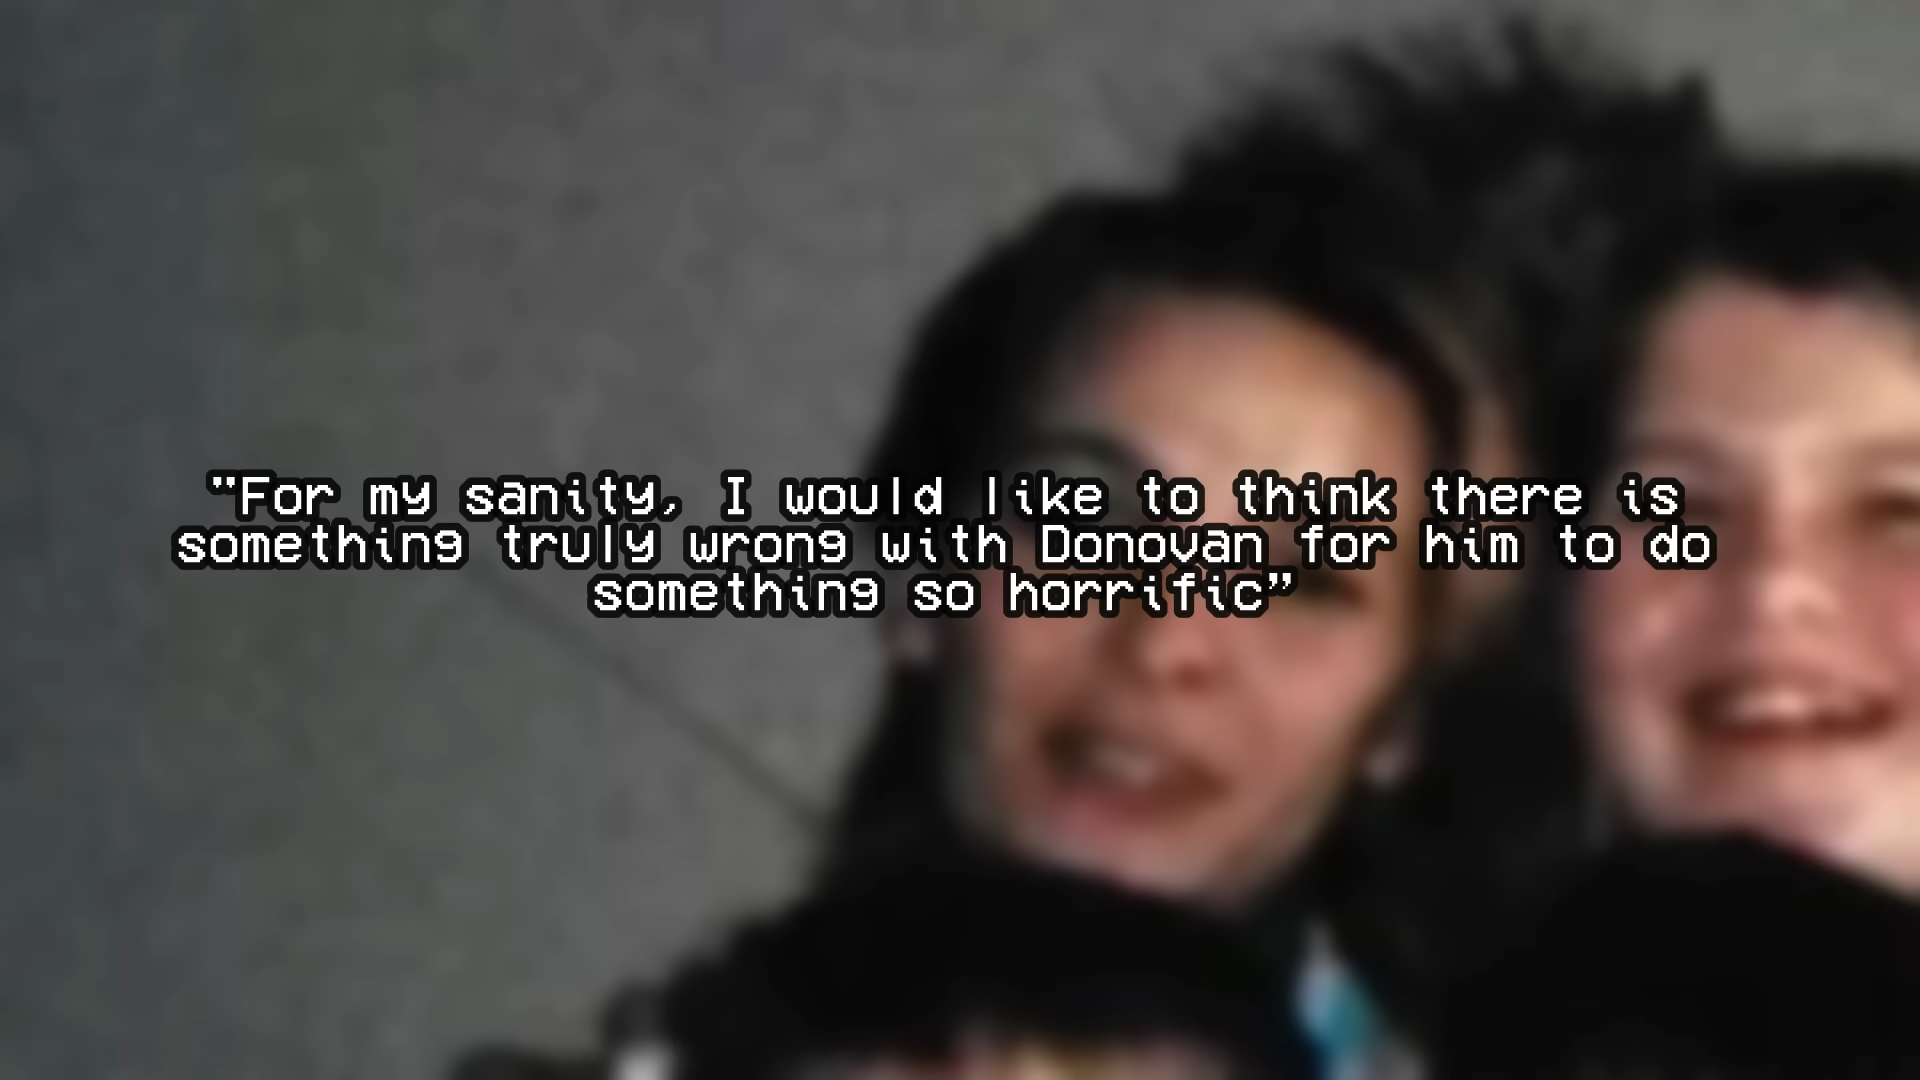 "For my sanity, I would like to think there is
something truly wrong with Donovan for him to do
something so horrific"